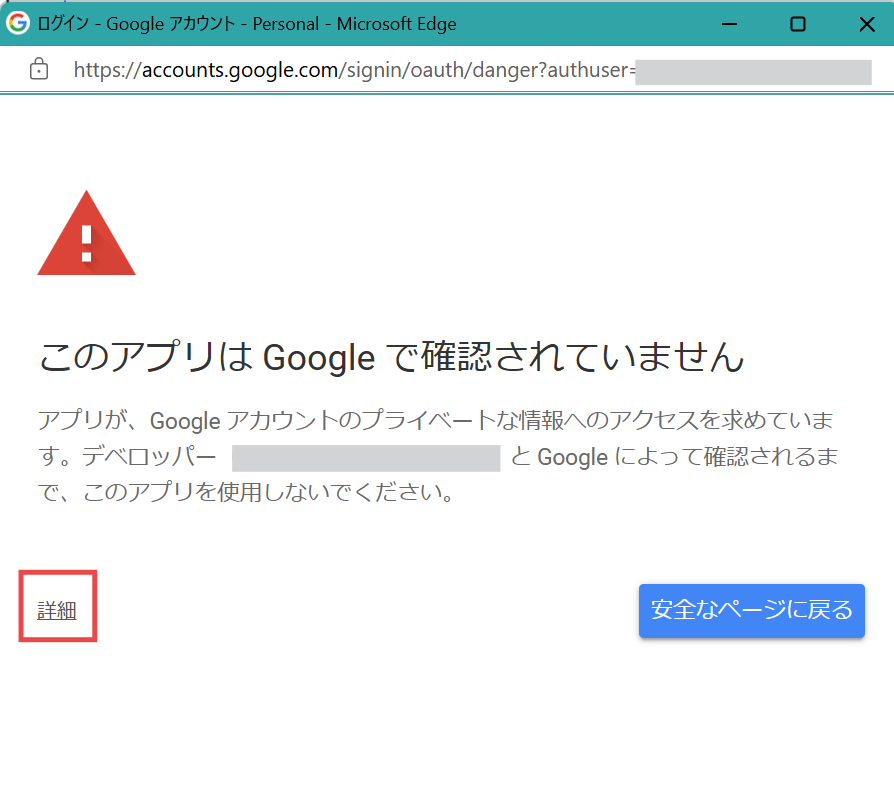 ログイン - Google アカウント - Personal - Microsoft Edge
https://accounts.google.com/signin/oauth/danger?authuser=
このアプリは Google で確認されていません
アプリが、Google アカウントのプライベートな情報へのアクセスを求めていま
す。デベロッパー と Google によって確認されるま
で、このアプリを使用しないでください。
詳細 安全なページに戻る